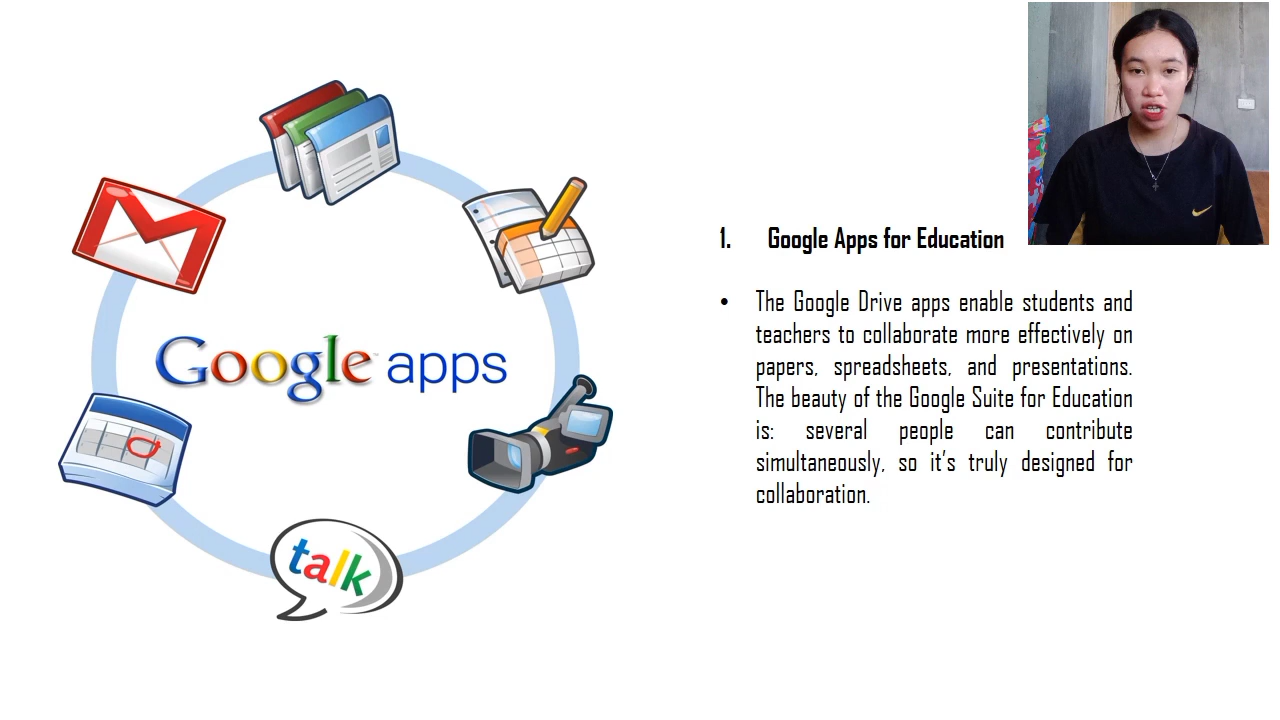 Google apps
talk
1. Google Apps for Education
• The Google Drive apps enable students and
teachers to collaborate more effectively on
papers, spreadsheets, and presentations.
The beauty of the Google Suite for Education
is: several people can contribute
simultaneously, so it's truly designed for
collaboration.